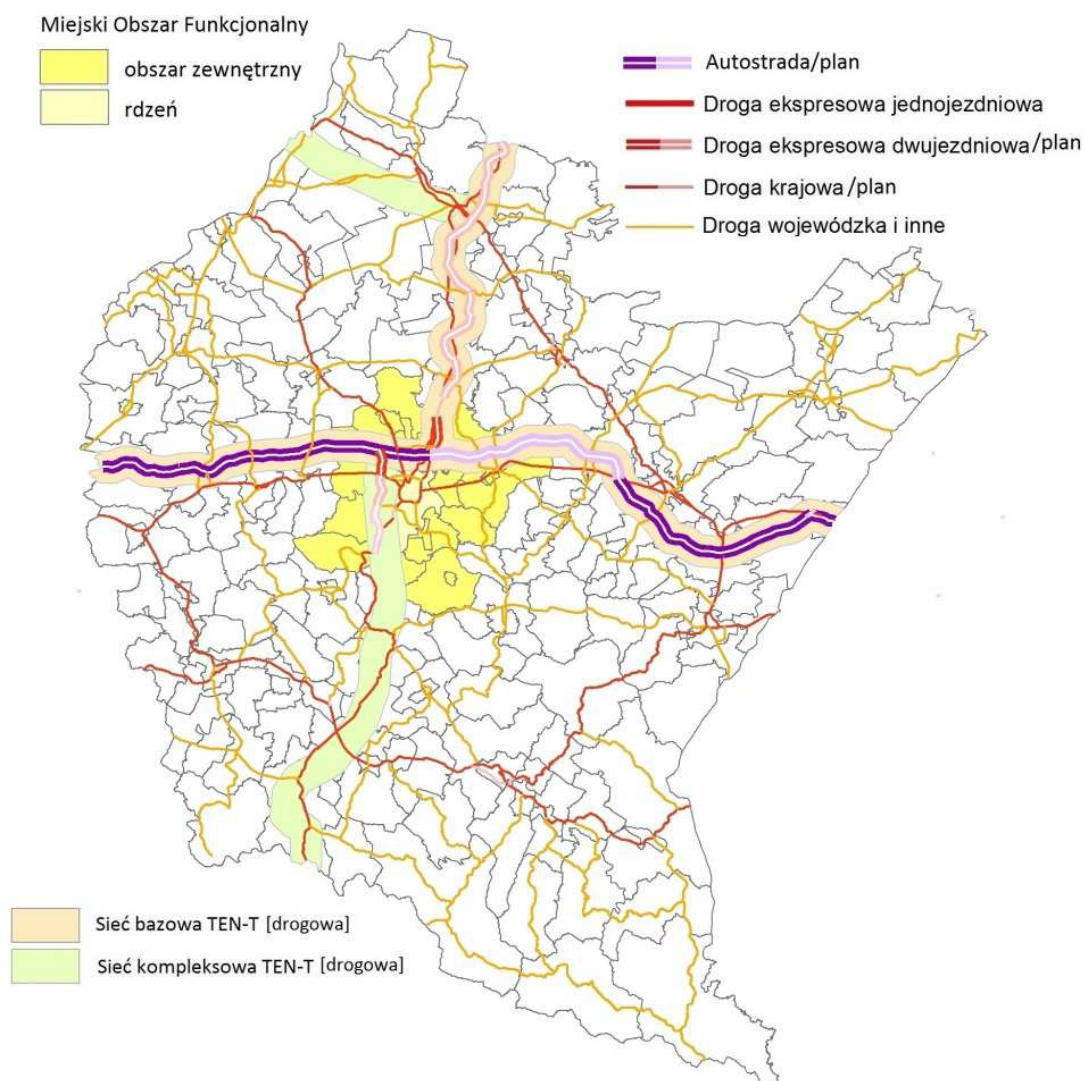 Miejski Obszar Funkcjonalny
obszar zewnętrzny
rdzeń
Autostrada/plan
Droga ekspresowa jednojezdniowa
Droga ekspresowa dwujezdniowa/plan
Droga krajowa/plan
Droga wojewódzka i inne
Sieć bazowa TEN-T [drogowa]
Sieć kompleksowa TEN-T [drogowa]